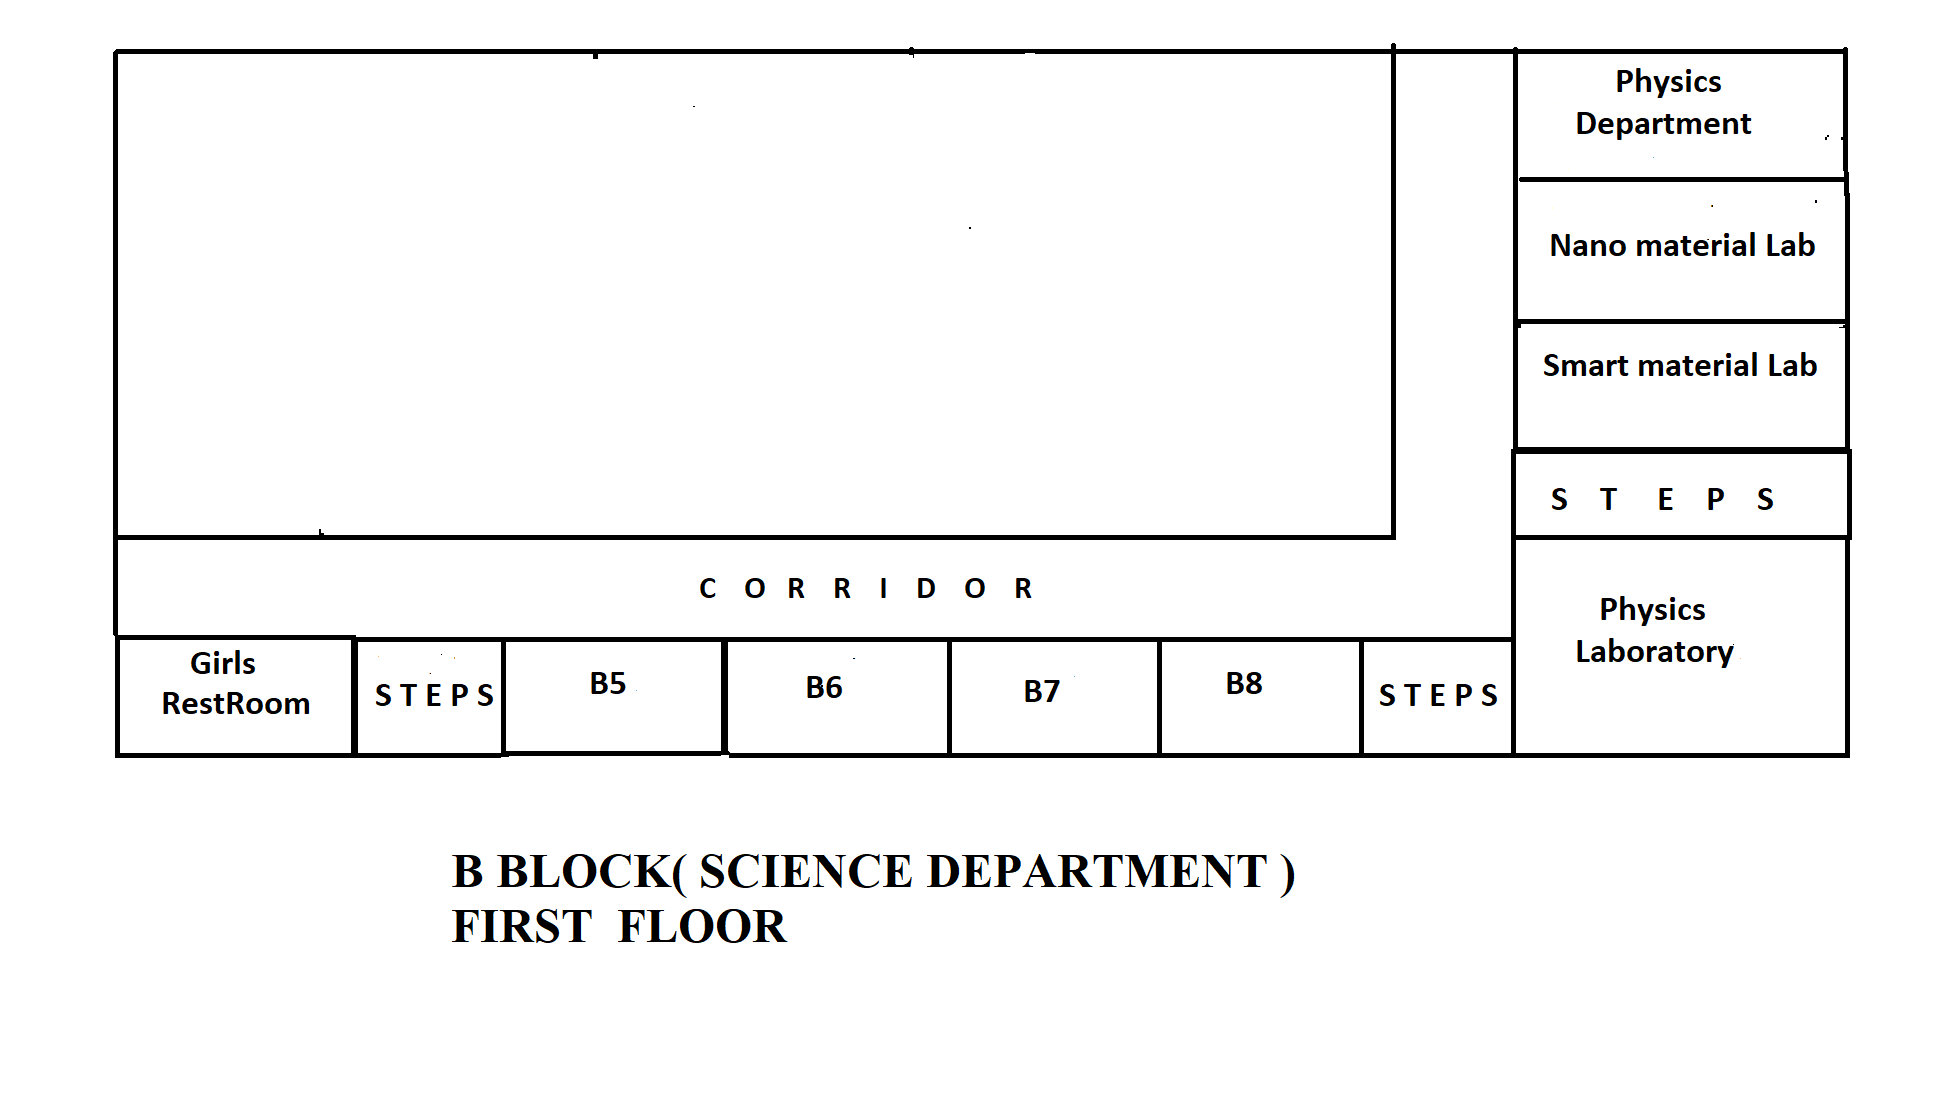 Physics
Department
Nano material Lab
Smart material Lab
S T E P S
C O R R I D O R
Physics
Laboratory
Girls
RestRoom
S T E P S
B5
B6
B7
B8
S T E P S
B BLOCK( SCIENCE DEPARTMENT )
FIRST FLOOR